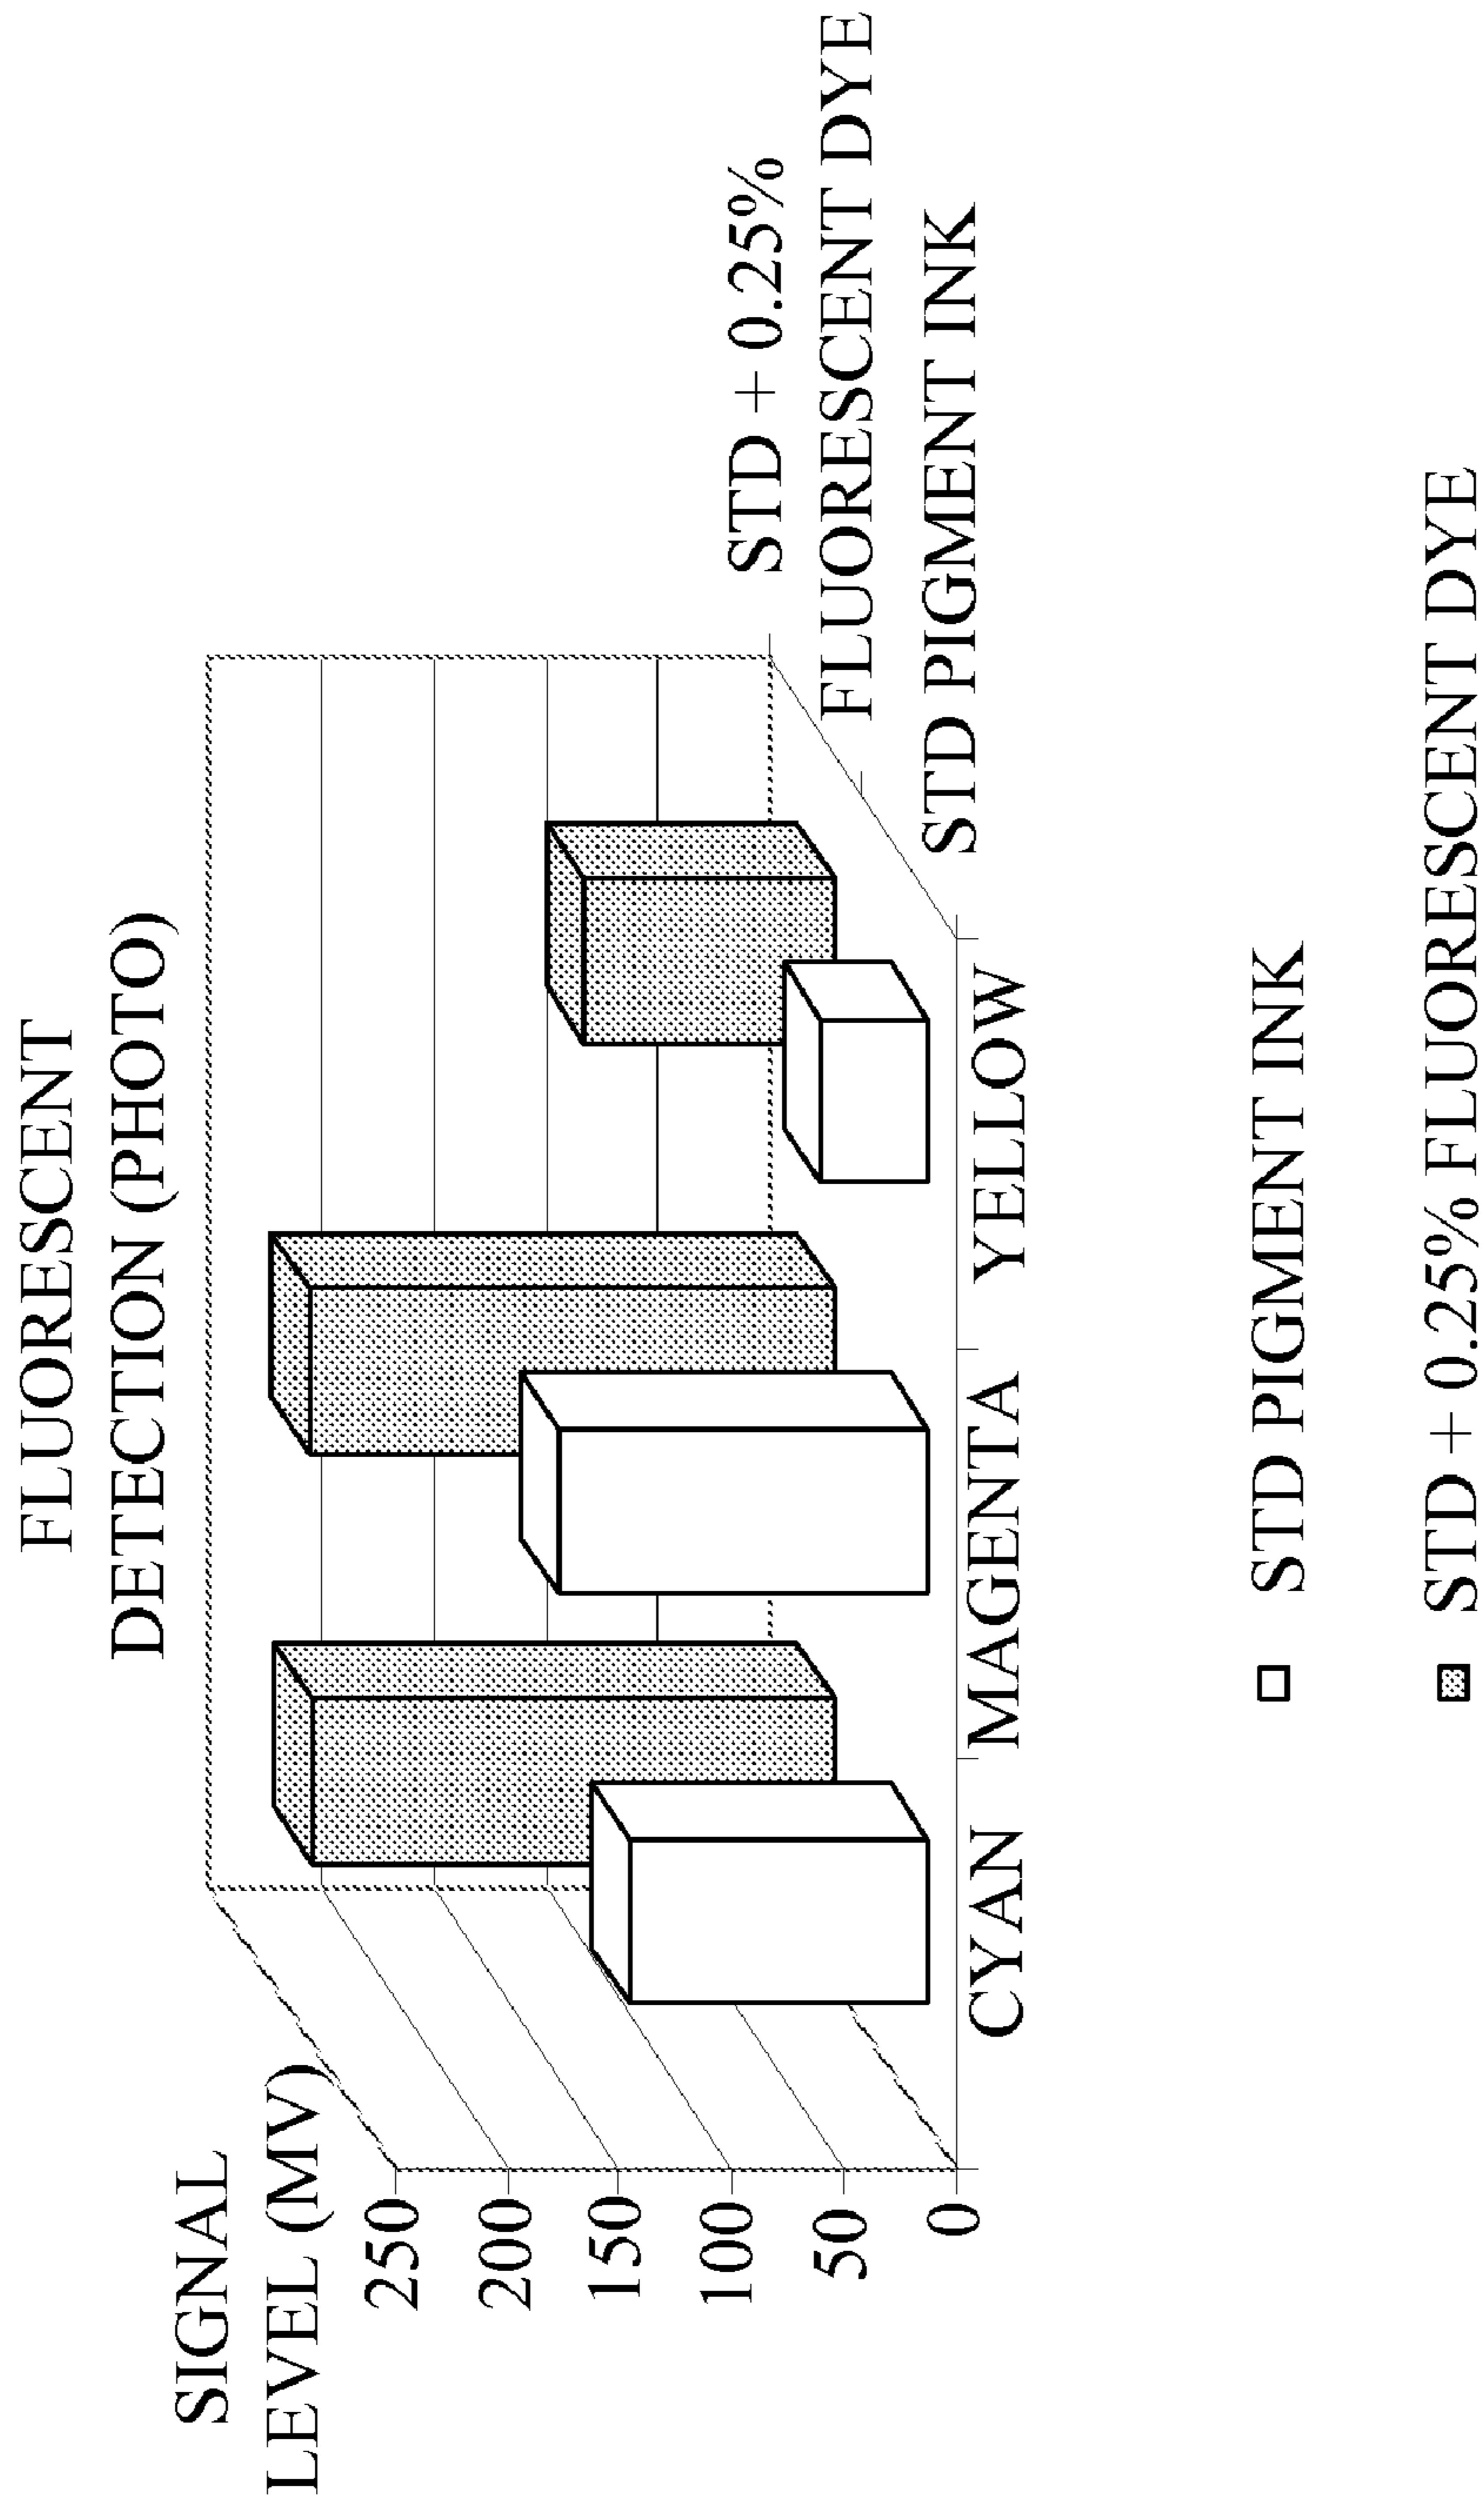 FLUORESCENT
DETECTION (PHOTO)
SIGNAL
LEVEL (MV)
250
200
150
100
50
0
CYAN
MAGENTA
YELLOW
STD + 0.25%
FLUORESCENT DYE
STD PIGMENT INK
STD PIGMENT INK
STD + 0.25% FLUORESCENT DYE